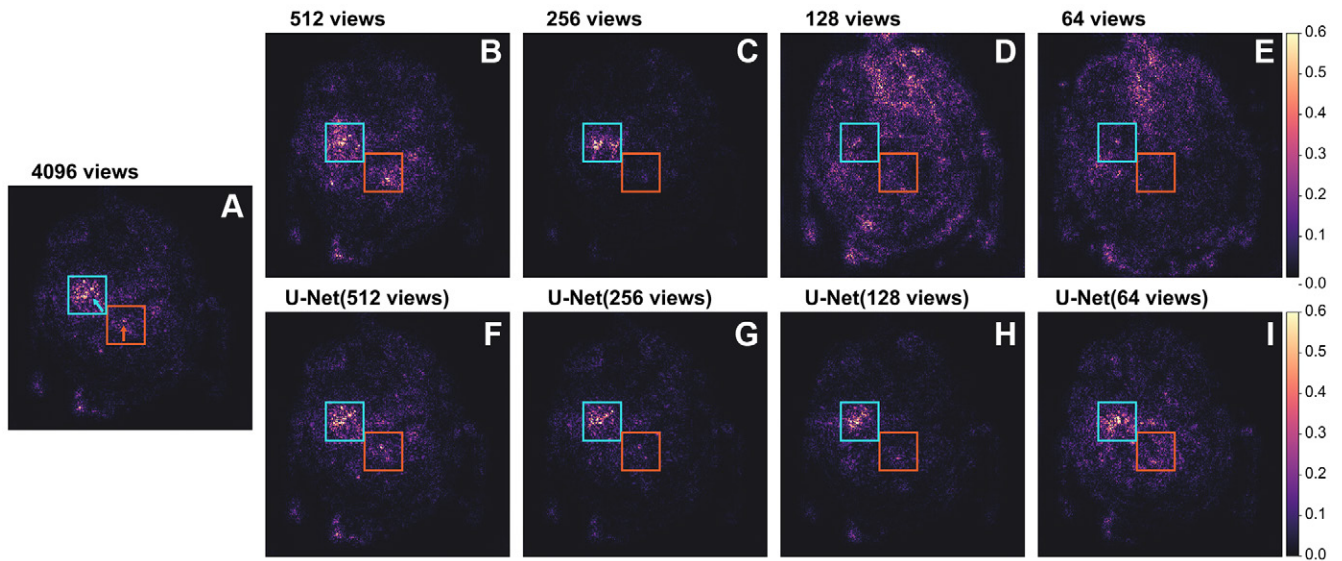 512 views
256 views
128 views
64 views
B
C
D
E
0.6
0.5
0.4
0.3
0.2
0.1
0.0
4096 views
A
U-Net(512 views)
U-Net(256 views)
U-Net(128 views)
U-Net(64 views)
F
G
H
I
0.6
0.5
0.4
0.3
0.2
0.1
0.0